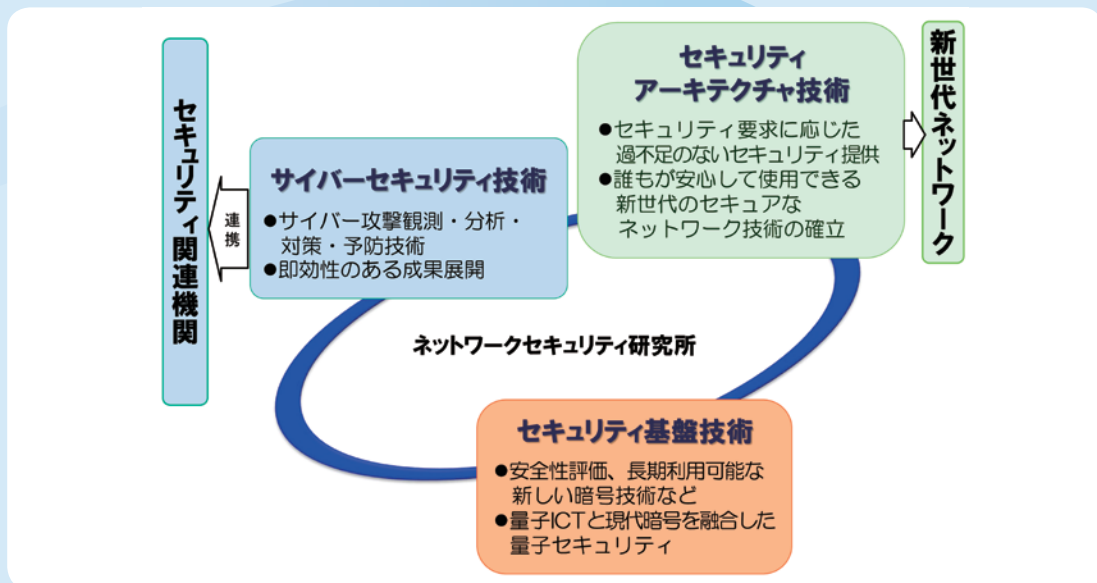 セキュリティ関連機関
連携
サイバーセキュリティ技術
●サイバー攻撃観測・分析・
対策・予防技術
●即効性のある成果展開
セキュリティ
アーキテクチャ技術
●セキュリティ要求に応じた
過不足のないセキュリティ提供
●誰もが安心して使用できる
新世代のセキュアな
ネットワーク技術の確立
新世代ネットワーク
ネットワークセキュリティ研究所
セキュリティ基盤技術
●安全性評価、長期利用可能な
新しい暗号技術など
●量子ICTと現代暗号を融合した
量子セキュリティ